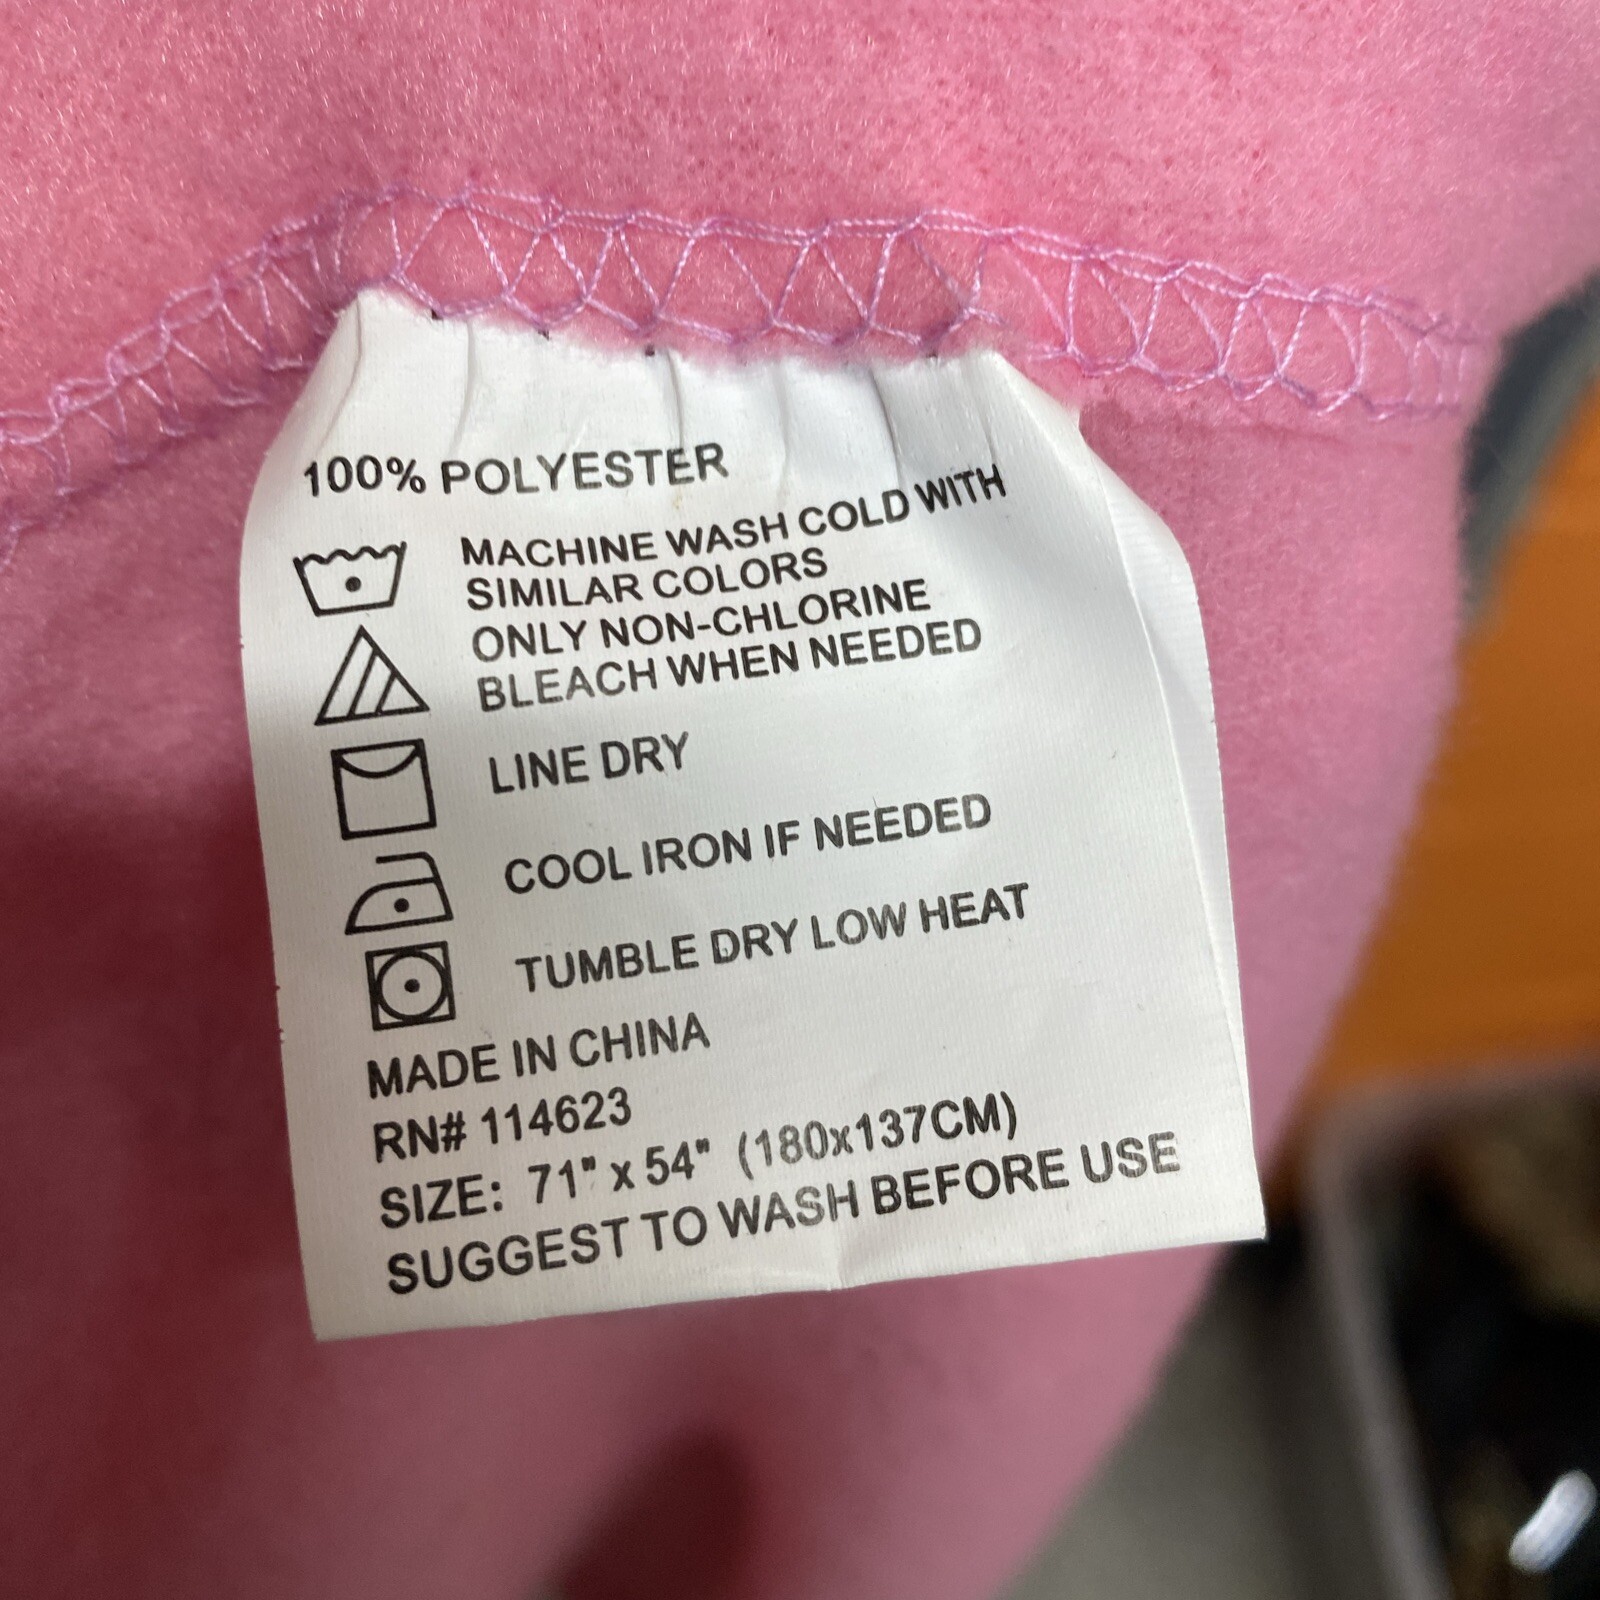 100% POLYESTER
MACHINE WASH COLD WITH
SIMILAR COLORS
ONLY NON-CHLORINE
BLEACH WHEN NEEDED
LINE DRY
COOL IRON IF NEEDED
TUMBLE DRY LOW HEAT
MADE IN CHINA
RN# 114623
SIZE: 71" x 54" (180x137CM)
SUGGEST TO WASH BEFORE USE